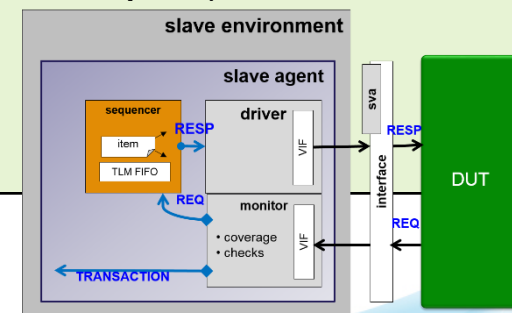 slave environment
slave agent
sequencer
item
TLM FIFO
RESP
driver
VIF
sva
interface
RESP
DUT
REQ
monitor
• coverage
• checks
VIF
REQ
TRANSACTION